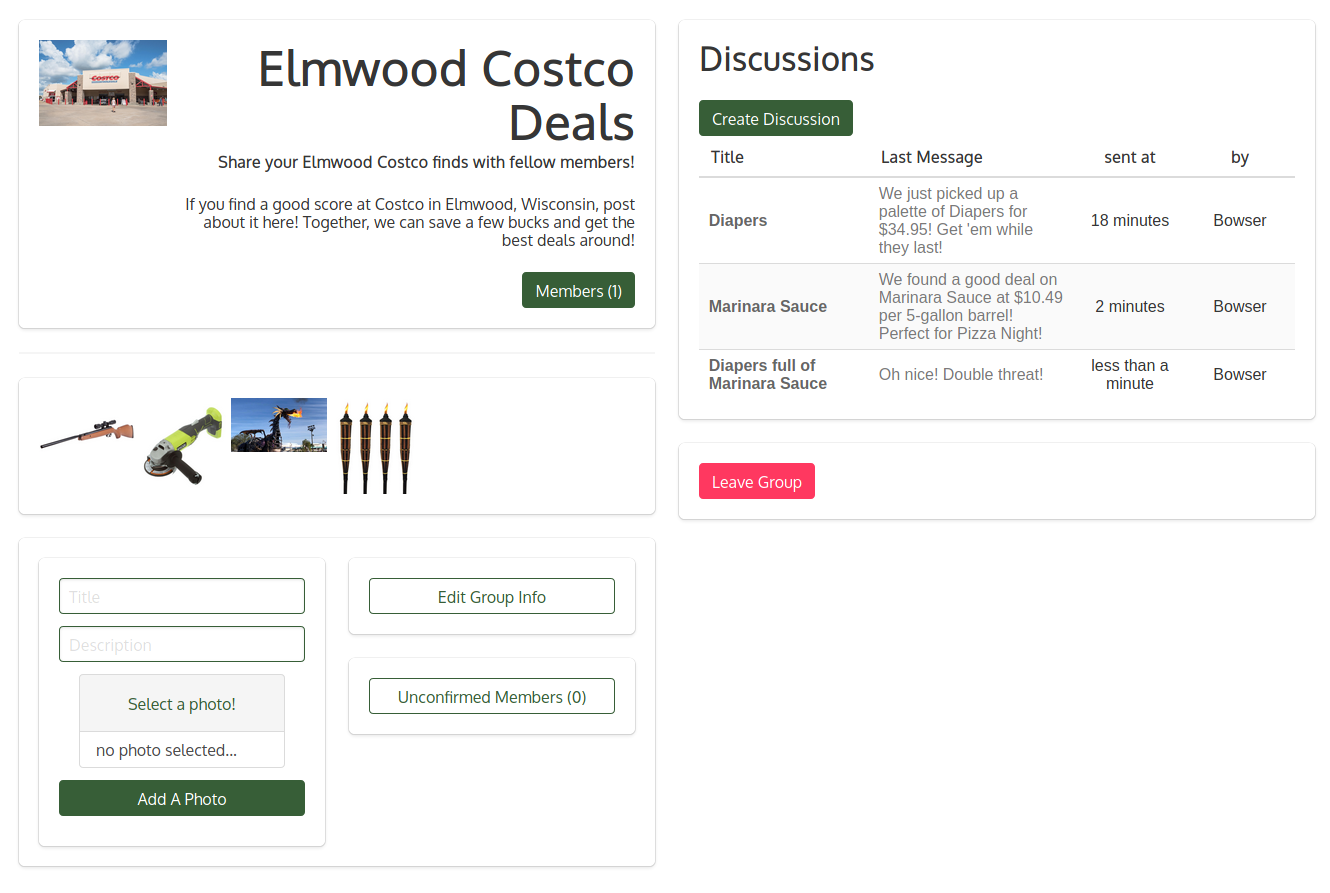 COSTCO
Elmwood Costco
Deals
Share your Elmwood Costco finds with fellow members!
If you find a good score at Costco in Elmwood, Wisconsin, post
about it here! Together, we can save a few bucks and get the
best deals around!
Members (1)
Title
Description
Select a photo!
no photo selected...
Add A Photo
Edit Group Info
Unconfirmed Members (0)
Discussions
Create Discussion
Title Last Message sent at by
Diapers
We just picked up a
palette of Diapers for
$34.95! Get 'em while
they last!
18 minutes
Bowser
Marinara Sauce
We found a good deal on
Marinara Sauce at $10.49
per 5-gallon barrel!
Perfect for Pizza Night!
2 minutes
Bowser
Diapers full of
Marinara Sauce
Oh nice! Double threat!
less than a
minute
Bowser
Leave Group